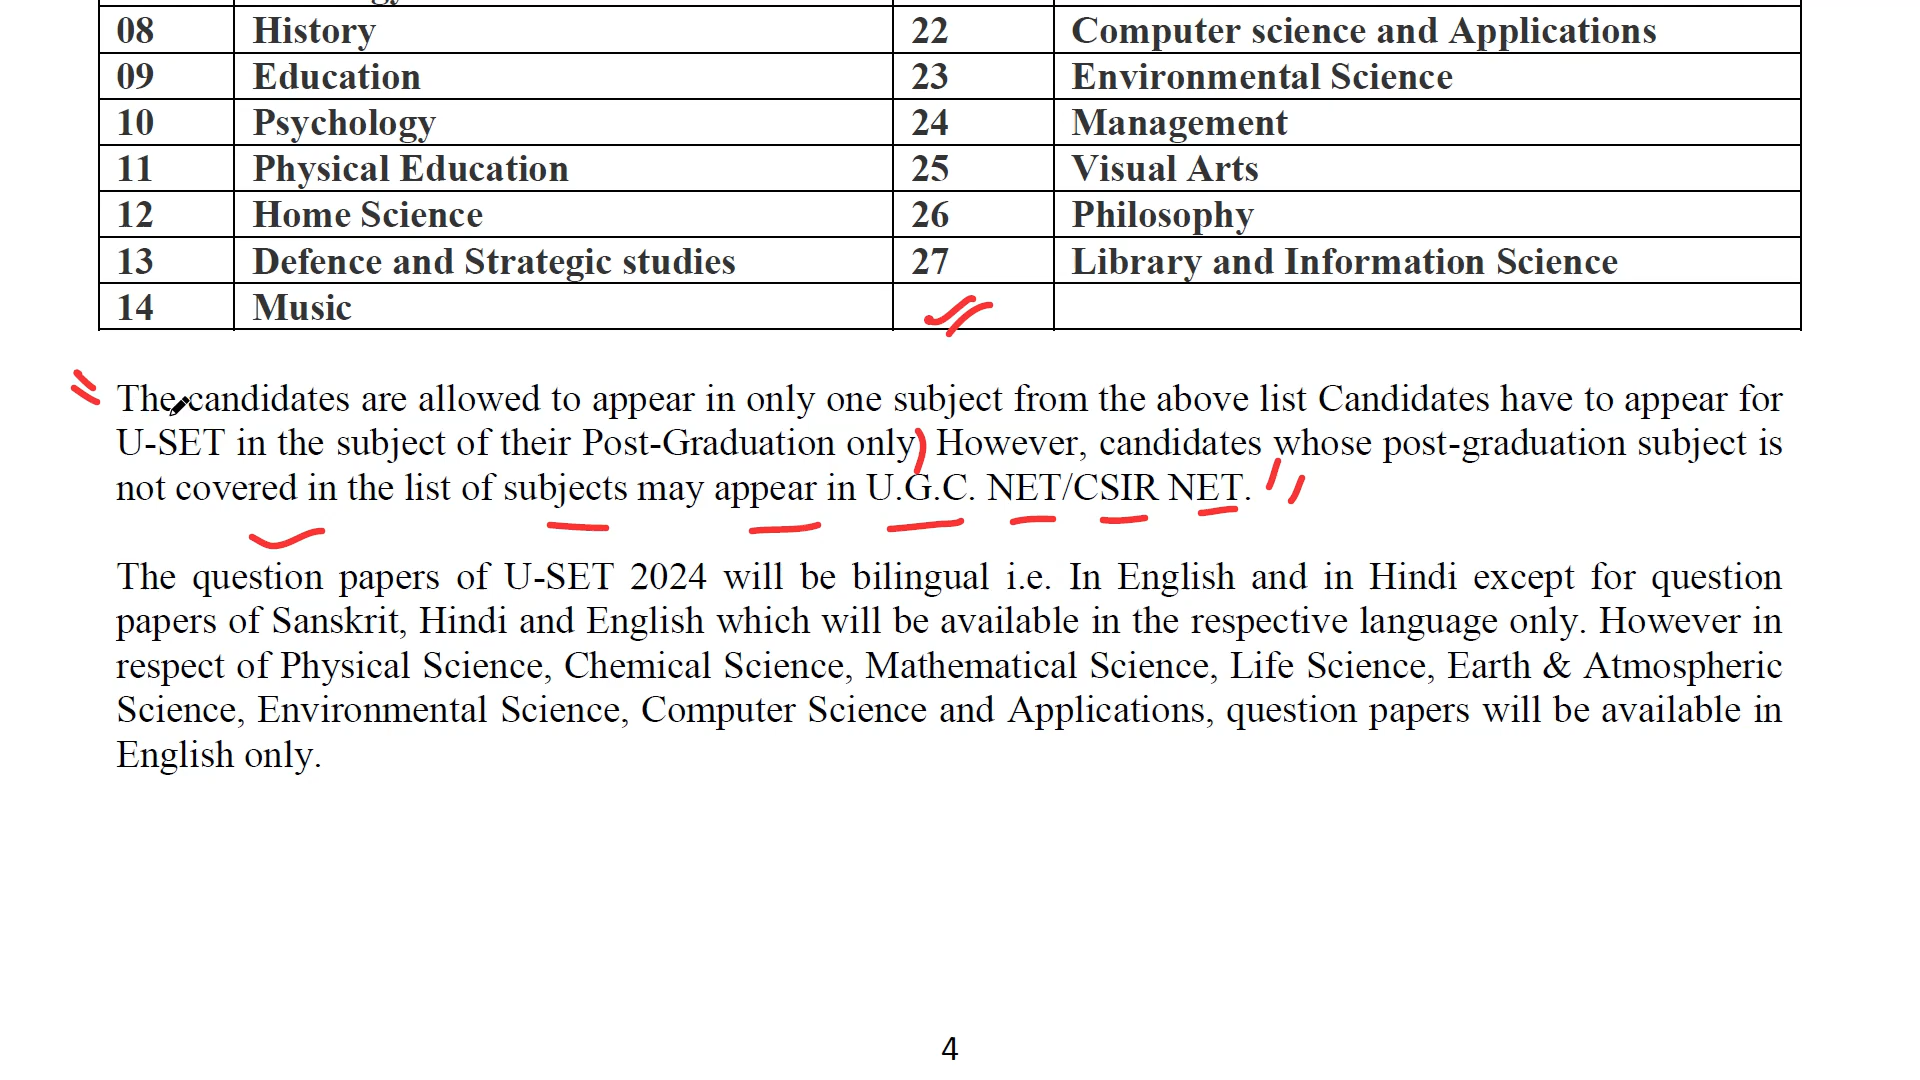 08 History 22 Computer science and Applications
09 Education 23 Environmental Science
10 Psychology 24 Management
11 Physical Education 25 Visual Arts
12 Home Science 26 Philosophy
13 Defence and Strategic studies 27 Library and Information Science
14 Music
The candidates are allowed to appear in only one subject from the above list Candidates have to appear for
U-SET in the subject of their Post-Graduation only. However, candidates whose post-graduation subject is
not covered in the list of subjects may appear in U.G.C. NET/CSIR NET.
The question papers of U-SET 2024 will be bilingual i.e. In English and in Hindi except for question
papers of Sanskrit, Hindi and English which will be available in the respective language only. However in
respect of Physical Science, Chemical Science, Mathematical Science, Life Science, Earth & Atmospheric
Science, Environmental Science, Computer Science and Applications, question papers will be available in
English only.
4